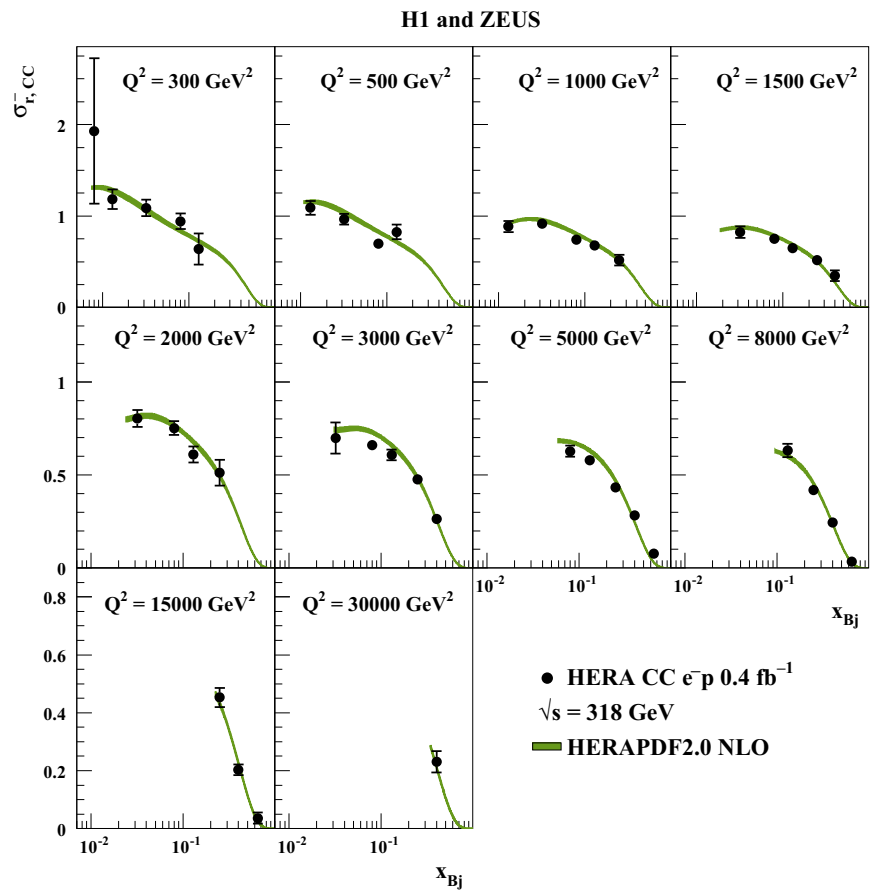 H1 and ZEUS
σ⁻r, CC
Q² = 300 GeV²
Q² = 500 GeV²
Q² = 1000 GeV²
Q² = 1500 GeV²
2
1
0
Q² = 2000 GeV²
Q² = 3000 GeV²
Q² = 5000 GeV²
Q² = 8000 GeV²
1
0.5
0
10⁻² 10⁻¹
10⁻² 10⁻¹
xBj
Q² = 15000 GeV²
Q² = 30000 GeV²
0.8
0.6
0.4
0.2
0
10⁻² 10⁻¹
10⁻² 10⁻¹
xBj
HERA CC e⁻p 0.4 fb⁻¹
√s = 318 GeV
HERAPDF2.0 NLO